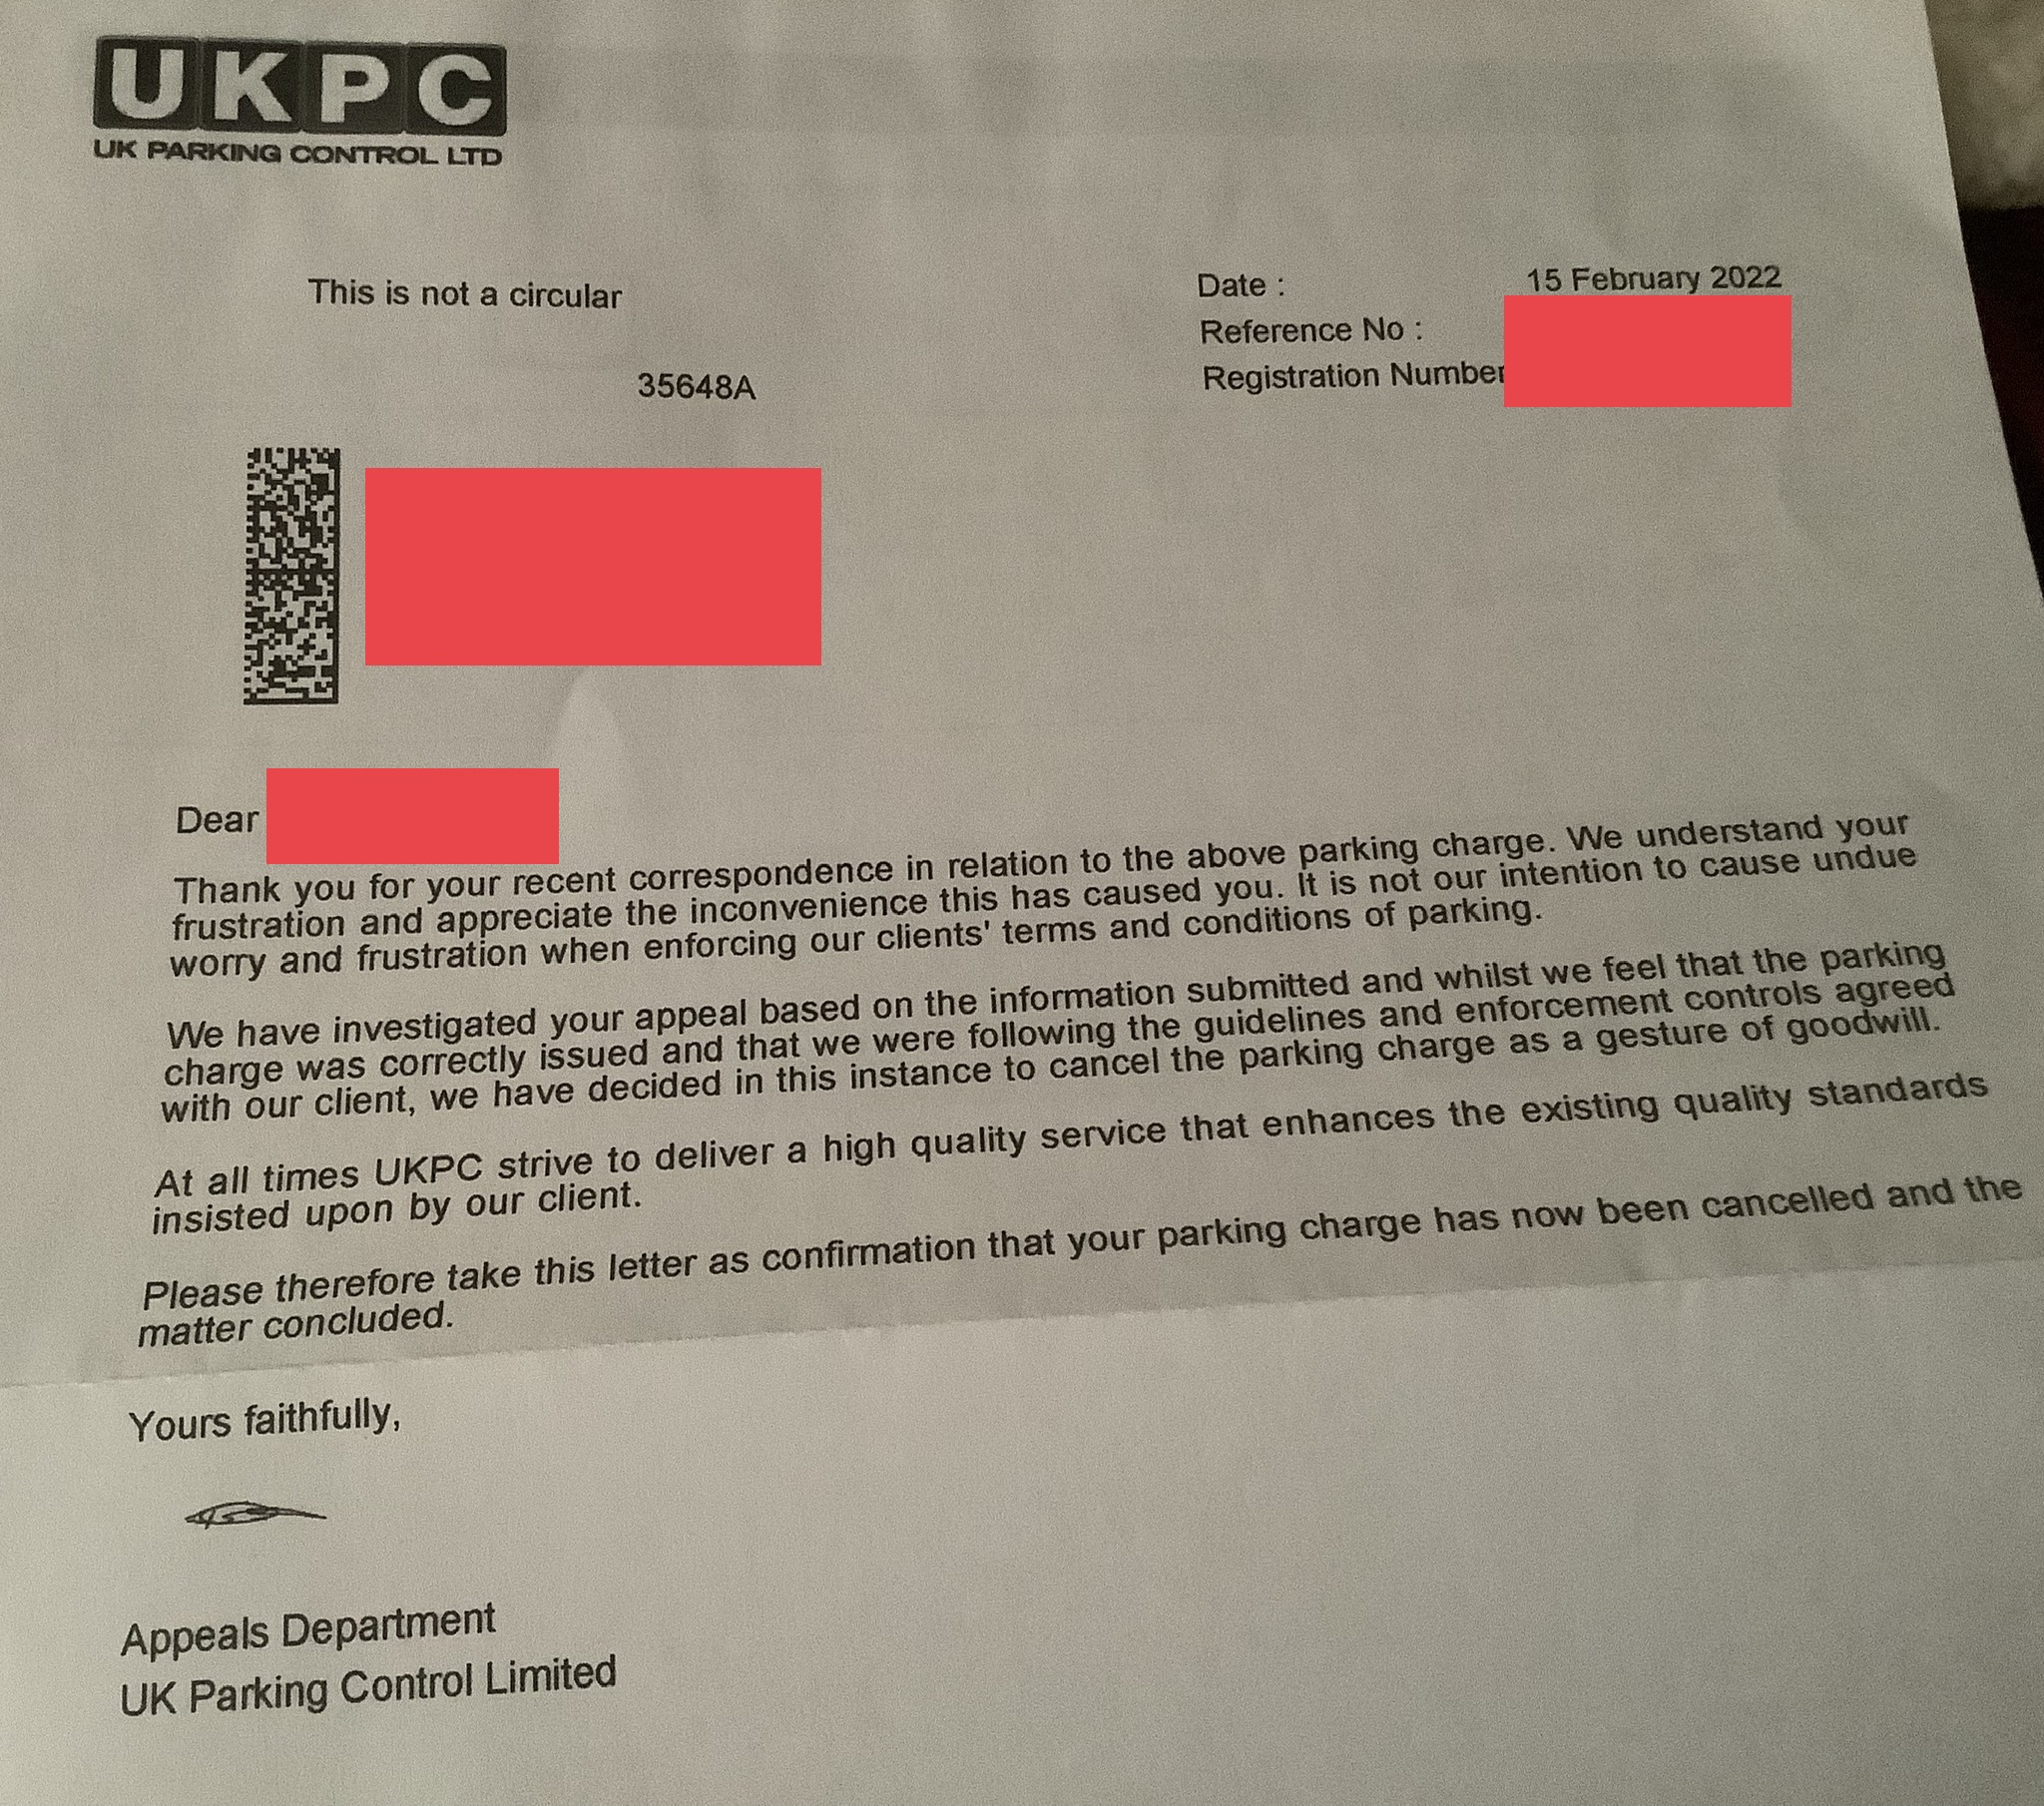 UKPC
UK PARKING CONTROL LTD
This is not a circular
Date : 15 February 2022
Reference No :
Registration Number
35648A
Dear
Thank you for your recent correspondence in relation to the above parking charge. We understand your
frustration and appreciate the inconvenience this has caused you. It is not our intention to cause undue
worry and frustration when enforcing our clients' terms and conditions of parking.
We have investigated your appeal based on the information submitted and whilst we feel that the parking
charge was correctly issued and that we were following the guidelines and enforcement controls agreed
with our client, we have decided in this instance to cancel the parking charge as a gesture of goodwill.
At all times UKPC strive to deliver a high quality service that enhances the existing quality standards
insisted upon by our client.
Please therefore take this letter as confirmation that your parking charge has now been cancelled and the
matter concluded.
Yours faithfully,
Appeals Department
UK Parking Control Limited